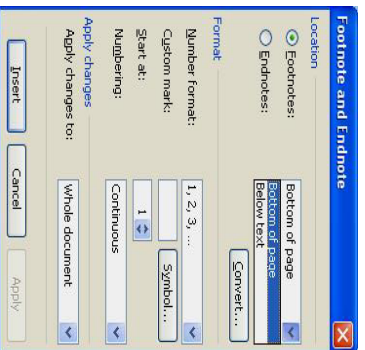 Footnote and Endnote
Location
Footnotes: Bottom of page
Endnotes: Bottom of page
Below text
Convert...
Format
Number format: 1, 2, 3, ...
Custom mark: Symbol...
Start at: 1
Numbering: Continuous
Apply changes
Apply changes to: Whole document
Insert Cancel Apply